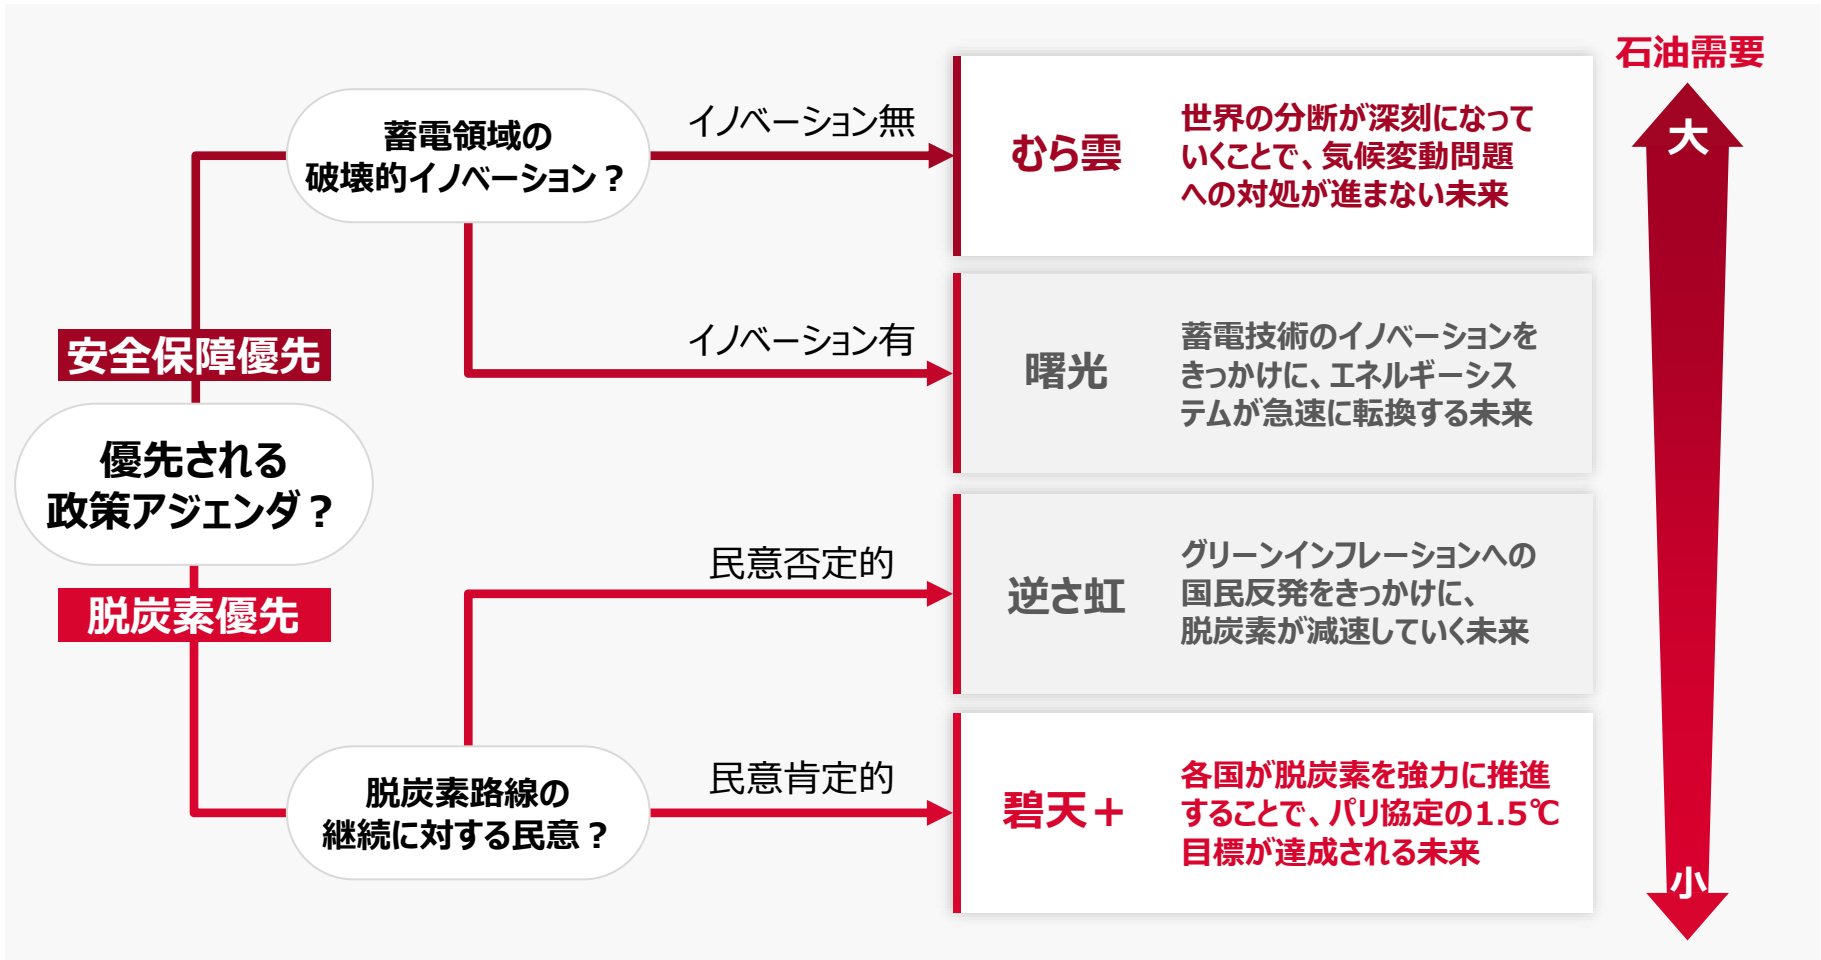 石油需要
大
蓄電領域の
破壊的イノベーション？
イノベーション無
むら雲
世界の分断が深刻になって
いくことで、気候変動問題
への対処が進まない未来
イノベーション有
曙光
蓄電技術のイノベーションを
きっかけに、エネルギーシス
テムが急速に転換する未来
安全保障優先
優先される
政策アジェンダ？
脱炭素優先
民意否定的
逆さ虹
グリーンインフレーションへの
国民反発をきっかけに、
脱炭素が減速していく未来
脱炭素路線の
継続に対する民意？
民意肯定的
碧天＋
各国が脱炭素を強力に推進
することで、パリ協定の1.5℃
目標が達成される未来
小